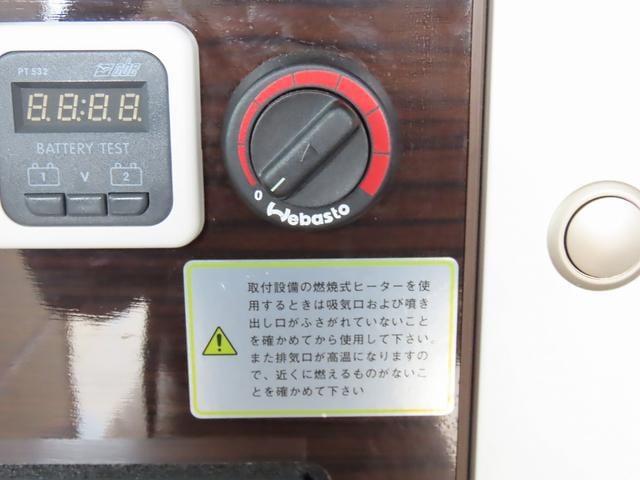 PT 532
CBE
88:88
BATTERY TEST
1 V 2
0
Webasto
取付設備の燃焼式ヒーターを使
用するときは吸気口および噴き
出し口がふさがれていないこと
を確かめてから使用して下さい。
また排気口が高温になりますの
で、近くに燃えるものがないこ
とを確かめて下さい